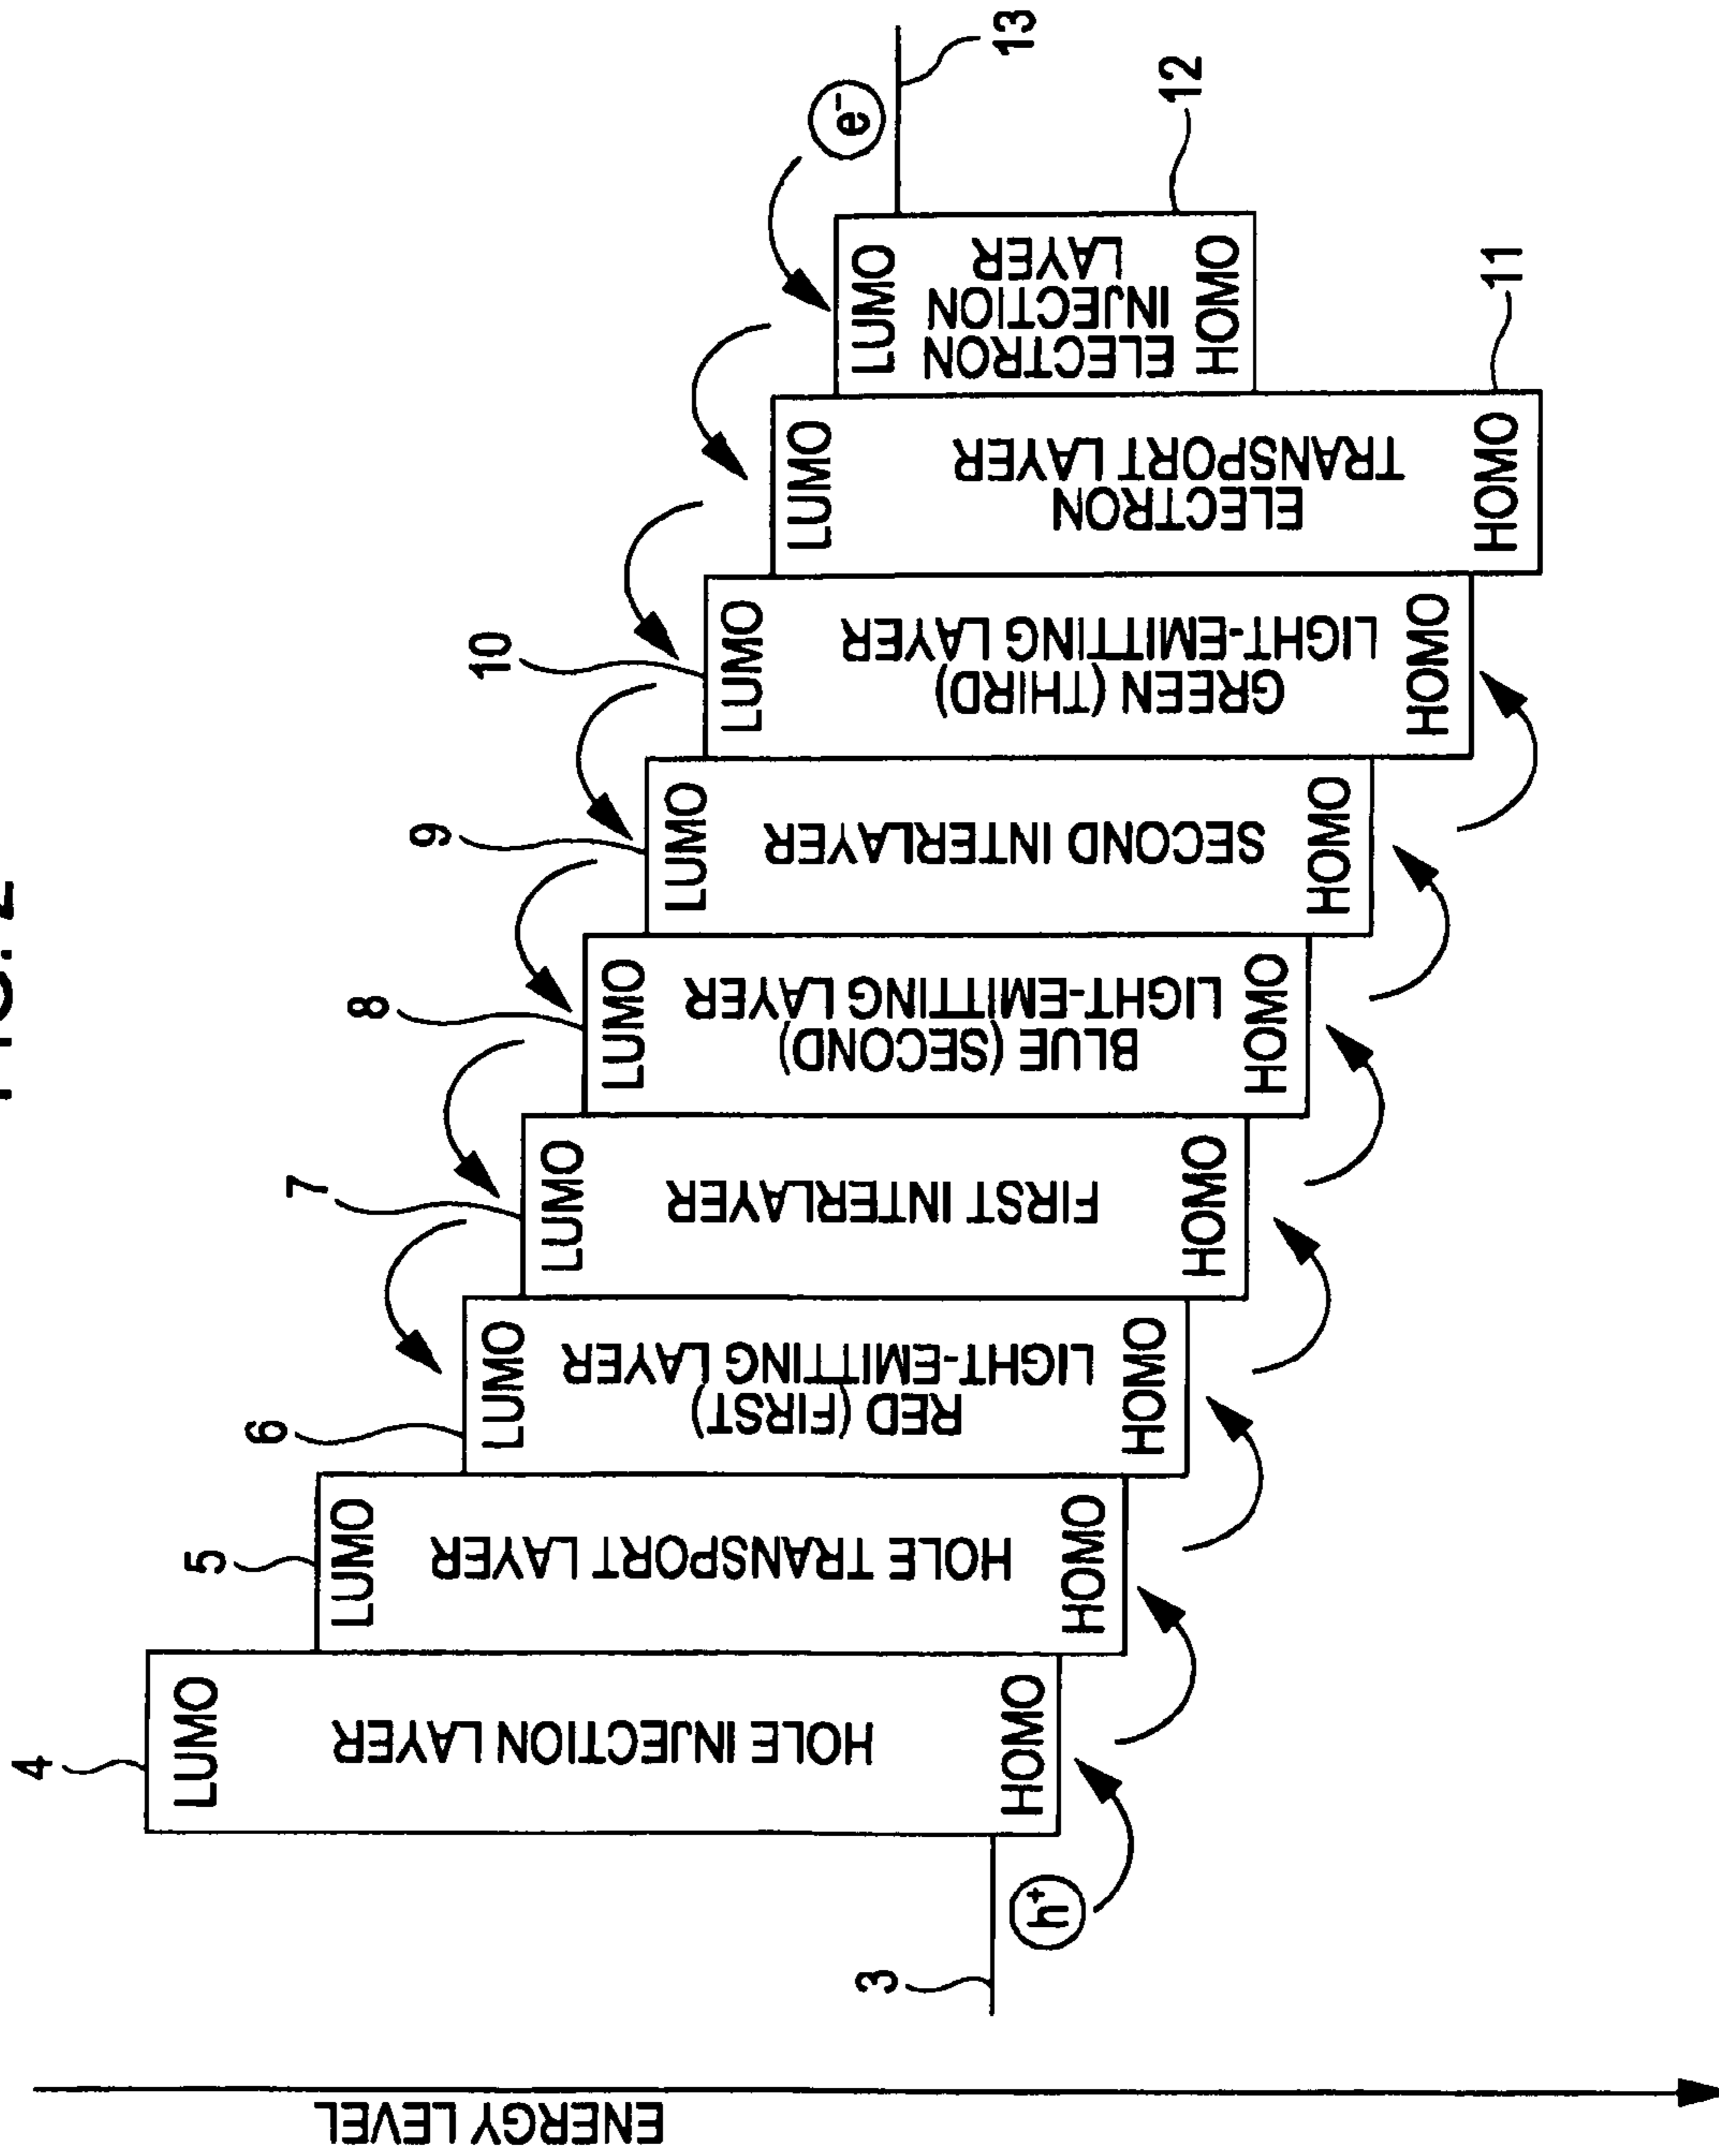 FIG. 2
ENERGY LEVEL
3
h+
4
LUMO
HOLE INJECTION LAYER
HOMO
5
LUMO
HOLE TRANSPORT LAYER
HOMO
6
LUMO
RED (FIRST)
LIGHT-EMITTING LAYER
HOMO
7
LUMO
FIRST INTERLAYER
HOMO
8
LUMO
BLUE (SECOND)
LIGHT-EMITTING LAYER
HOMO
9
LUMO
SECOND INTERLAYER
HOMO
10
LUMO
GREEN (THIRD)
LIGHT-EMITTING LAYER
HOMO
LUMO
ELECTRON
TRANSPORT LAYER
HOMO
11
LUMO
ELECTRON
INJECTION
LAYER
HOMO
12
e−
13